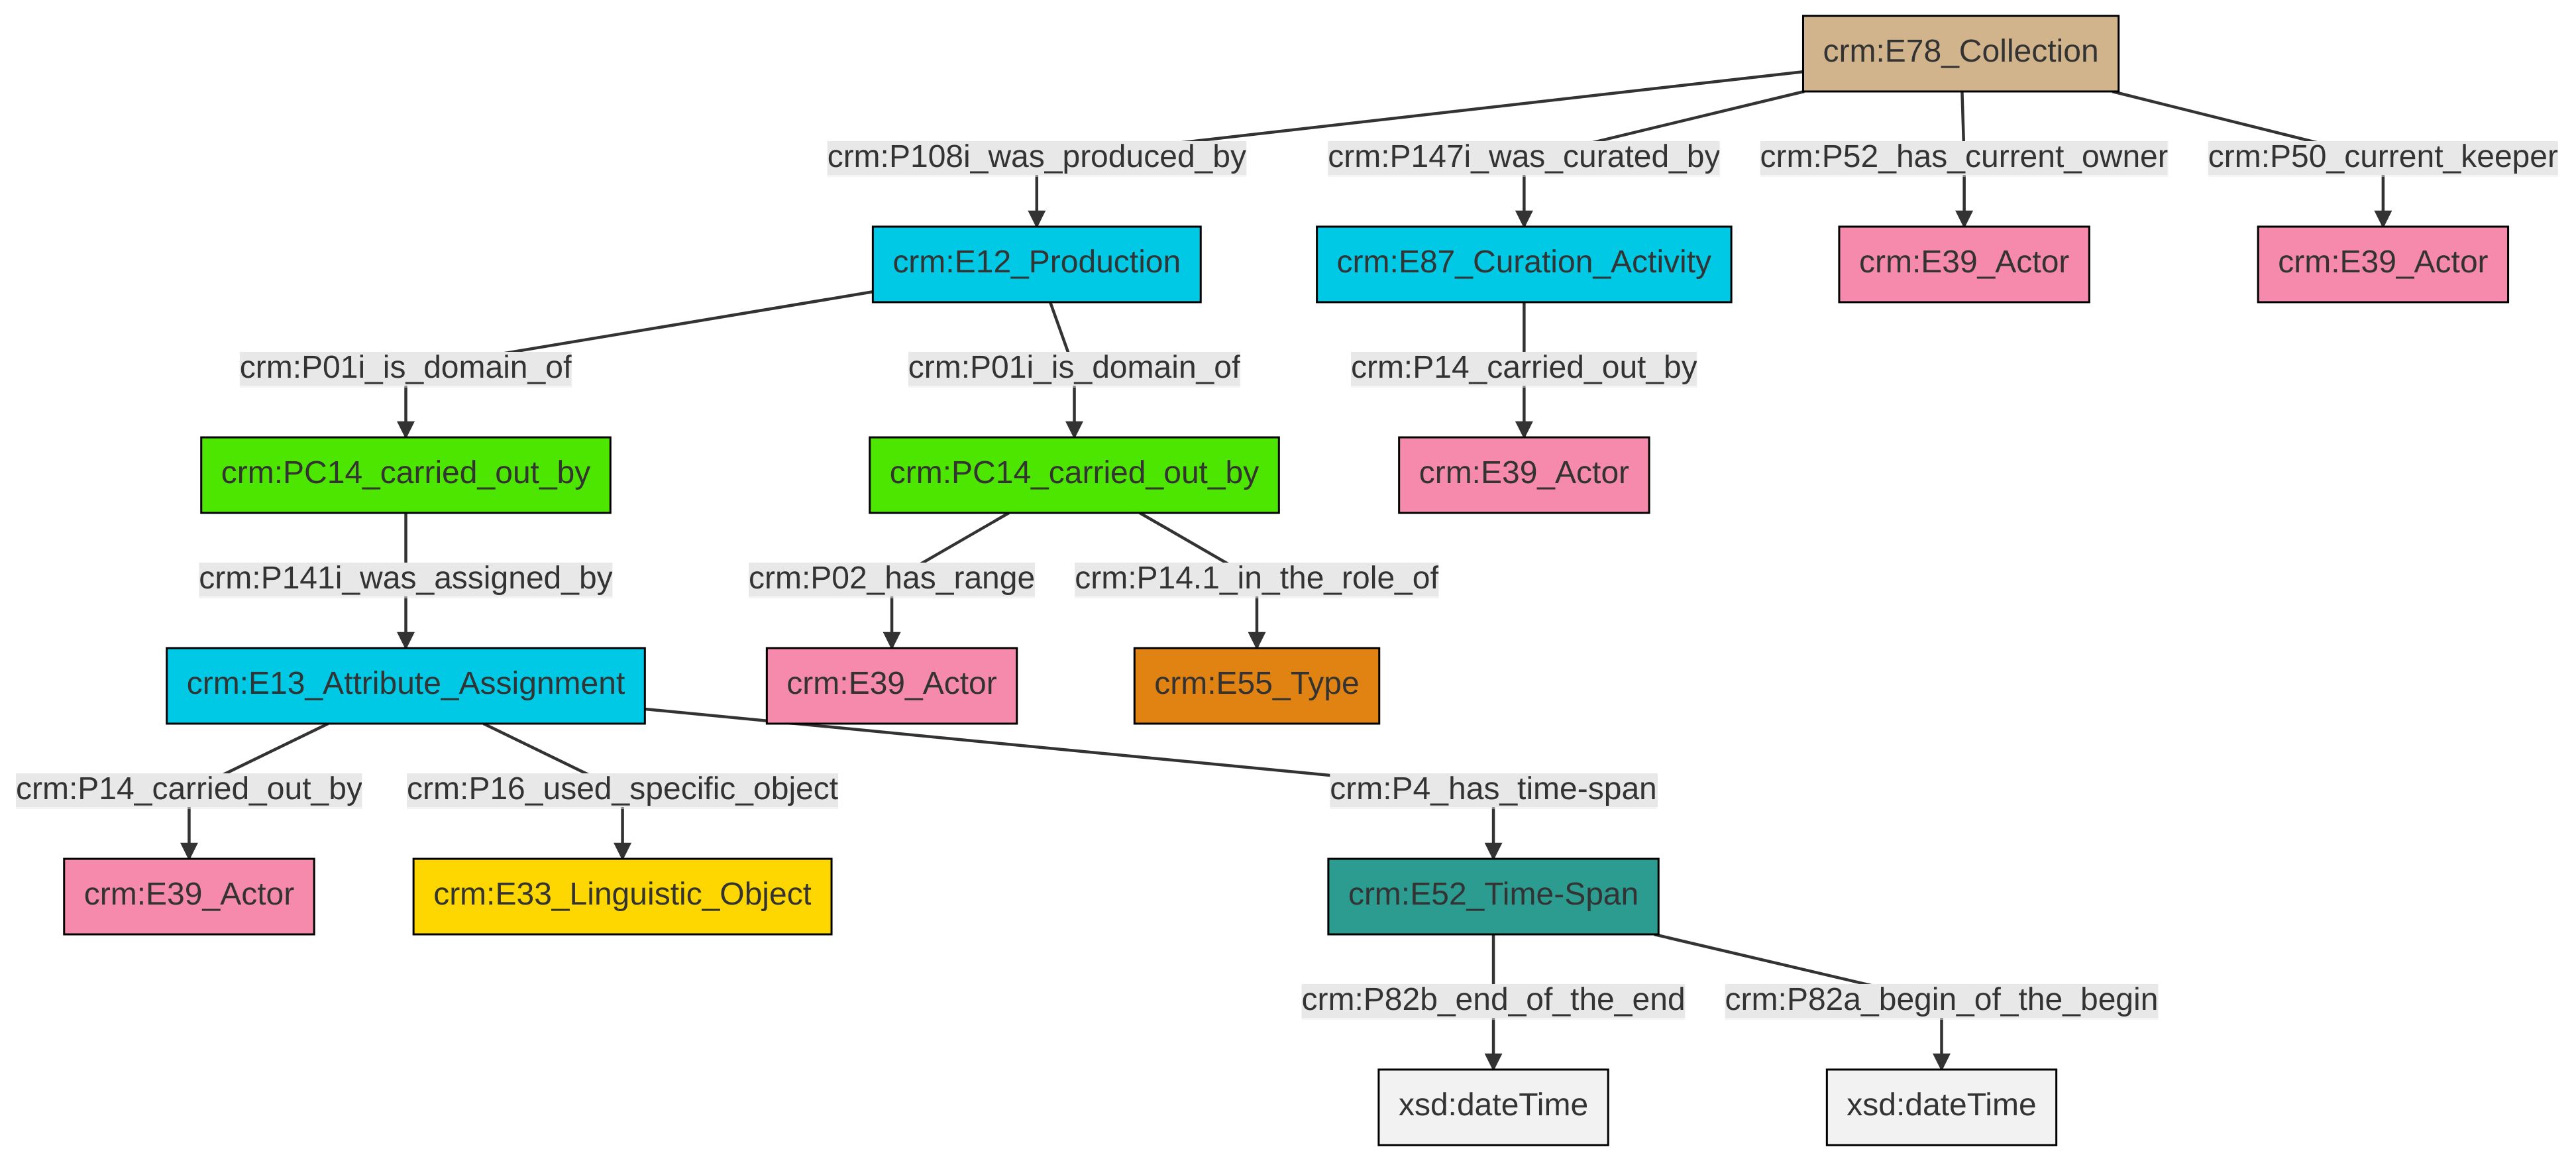 crm:E78_Collection
crm:P108i_was_produced_by
crm:P147i_was_curated_by
crm:P52_has_current_owner
crm:P50_current_keeper
crm:E12_Production
crm:E87_Curation_Activity
crm:E39_Actor
crm:E39_Actor
crm:P01i_is_domain_of
crm:P01i_is_domain_of
crm:P14_carried_out_by
crm:PC14_carried_out_by
crm:PC14_carried_out_by
crm:E39_Actor
crm:P141i_was_assigned_by
crm:P02_has_range
crm:P14.1_in_the_role_of
crm:E13_Attribute_Assignment
crm:E39_Actor
crm:E55_Type
crm:P14_carried_out_by
crm:P16_used_specific_object
crm:P4_has_time-span
crm:E39_Actor
crm:E33_Linguistic_Object
crm:E52_Time-Span
crm:P82b_end_of_the_end
crm:P82a_begin_of_the_begin
xsd:dateTime
xsd:dateTime